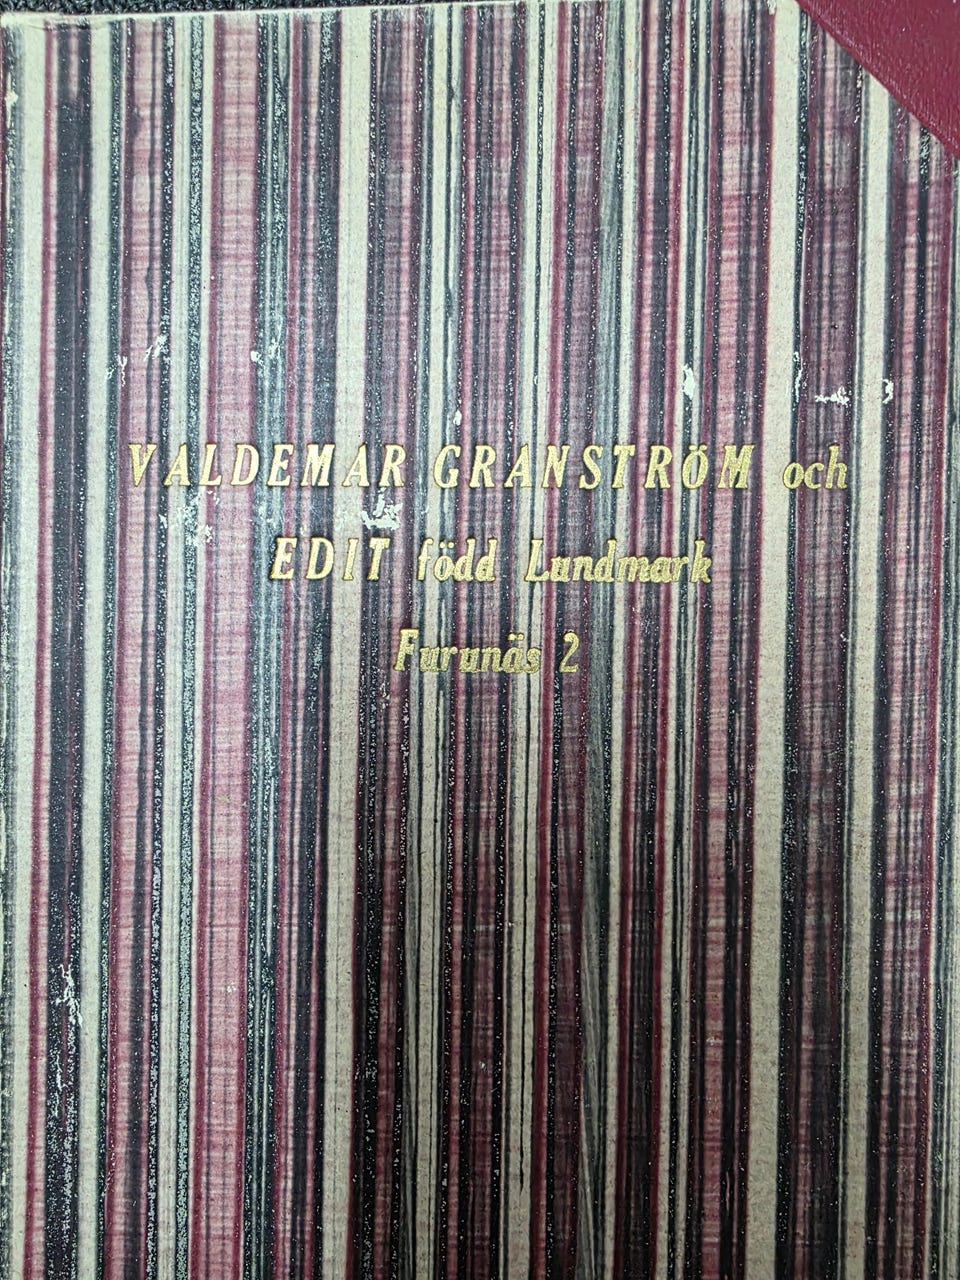 VALDEMAR GRANSTRÖM och
EDIT född Lundmark
Furunäs 2